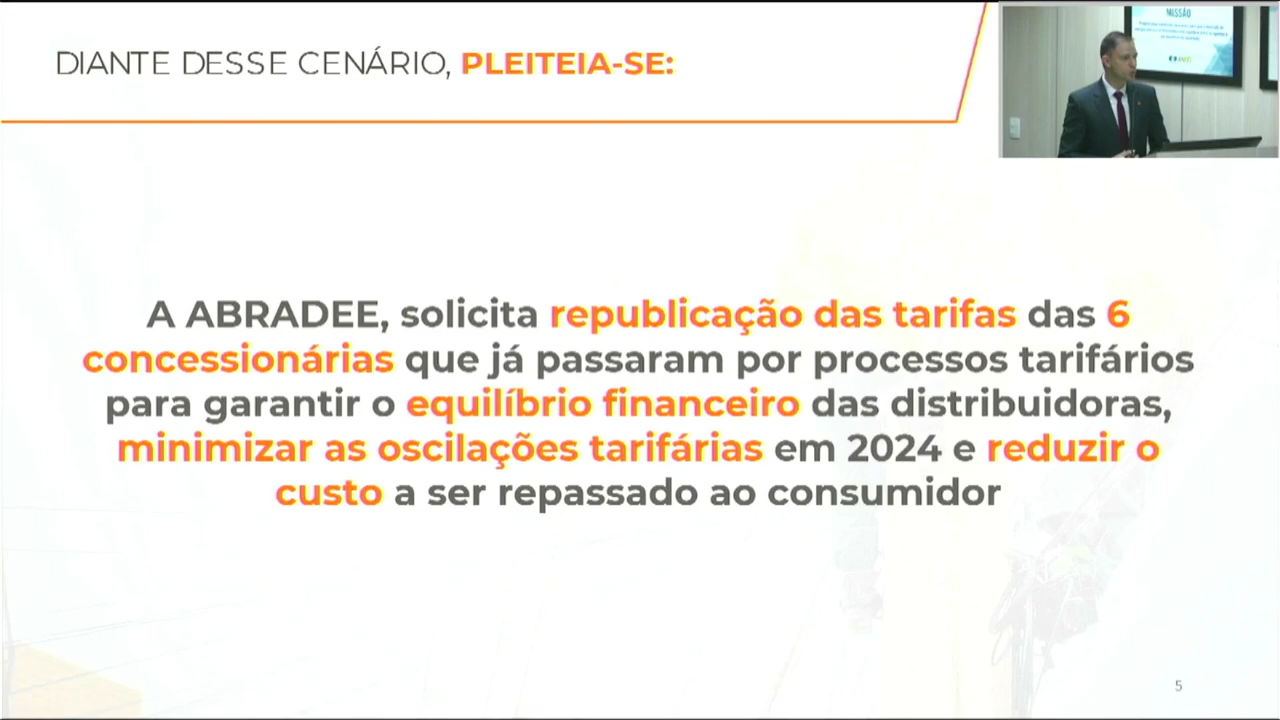 DIANTE DESSE CENÁRIO, PLEITEIA-SE:
MISSÃO
A ABRADEE, solicita republicação das tarifas das 6
concessionárias que já passaram por processos tarifários
para garantir o equilíbrio financeiro das distribuidoras,
minimizar as oscilações tarifárias em 2024 e reduzir o
custo a ser repassado ao consumidor
5